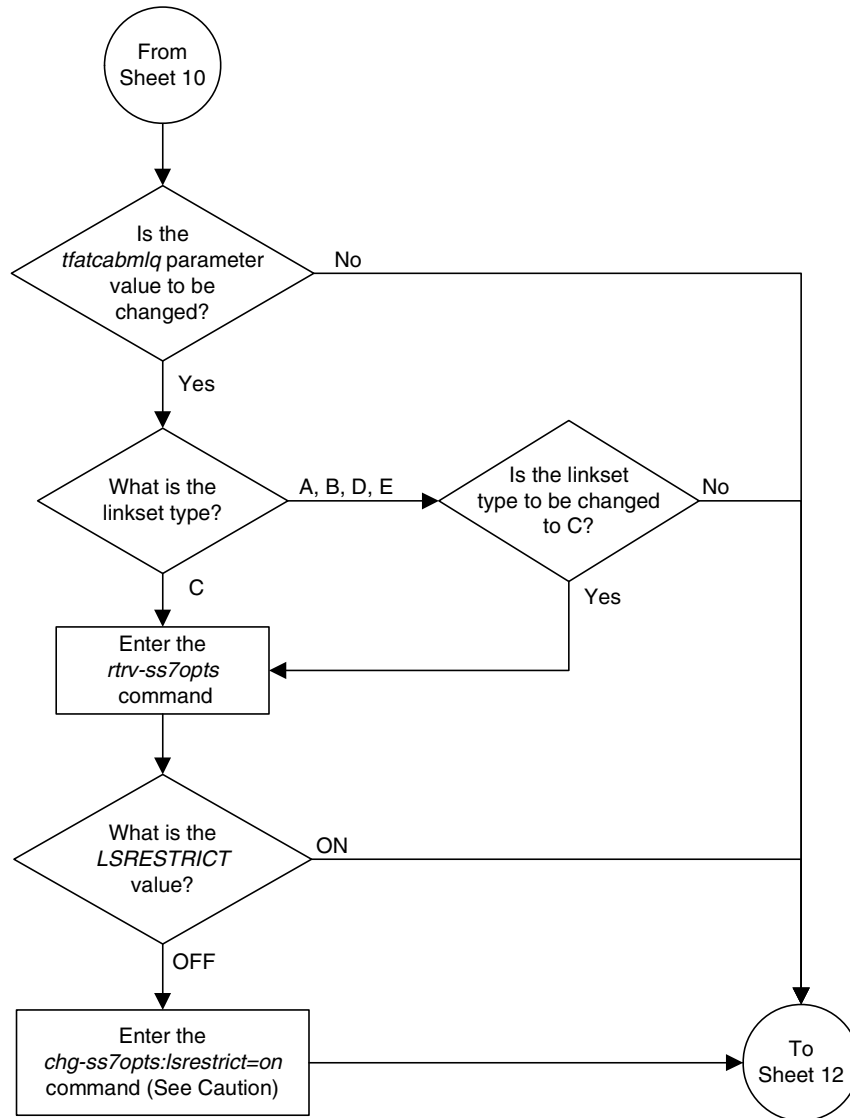 From
Sheet 10
Is the
tfatcabmlq parameter
value to be
changed?
No
Yes
What is the
linkset type?
A, B, D, E
Is the linkset
type to be changed
to C?
No
C
Yes
Enter the
rtrv-ss7opts
command
What is the
LSRESTRICT
value?
ON
OFF
Enter the
chg-ss7opts:lsrestrict=on
command (See Caution)
To
Sheet 12